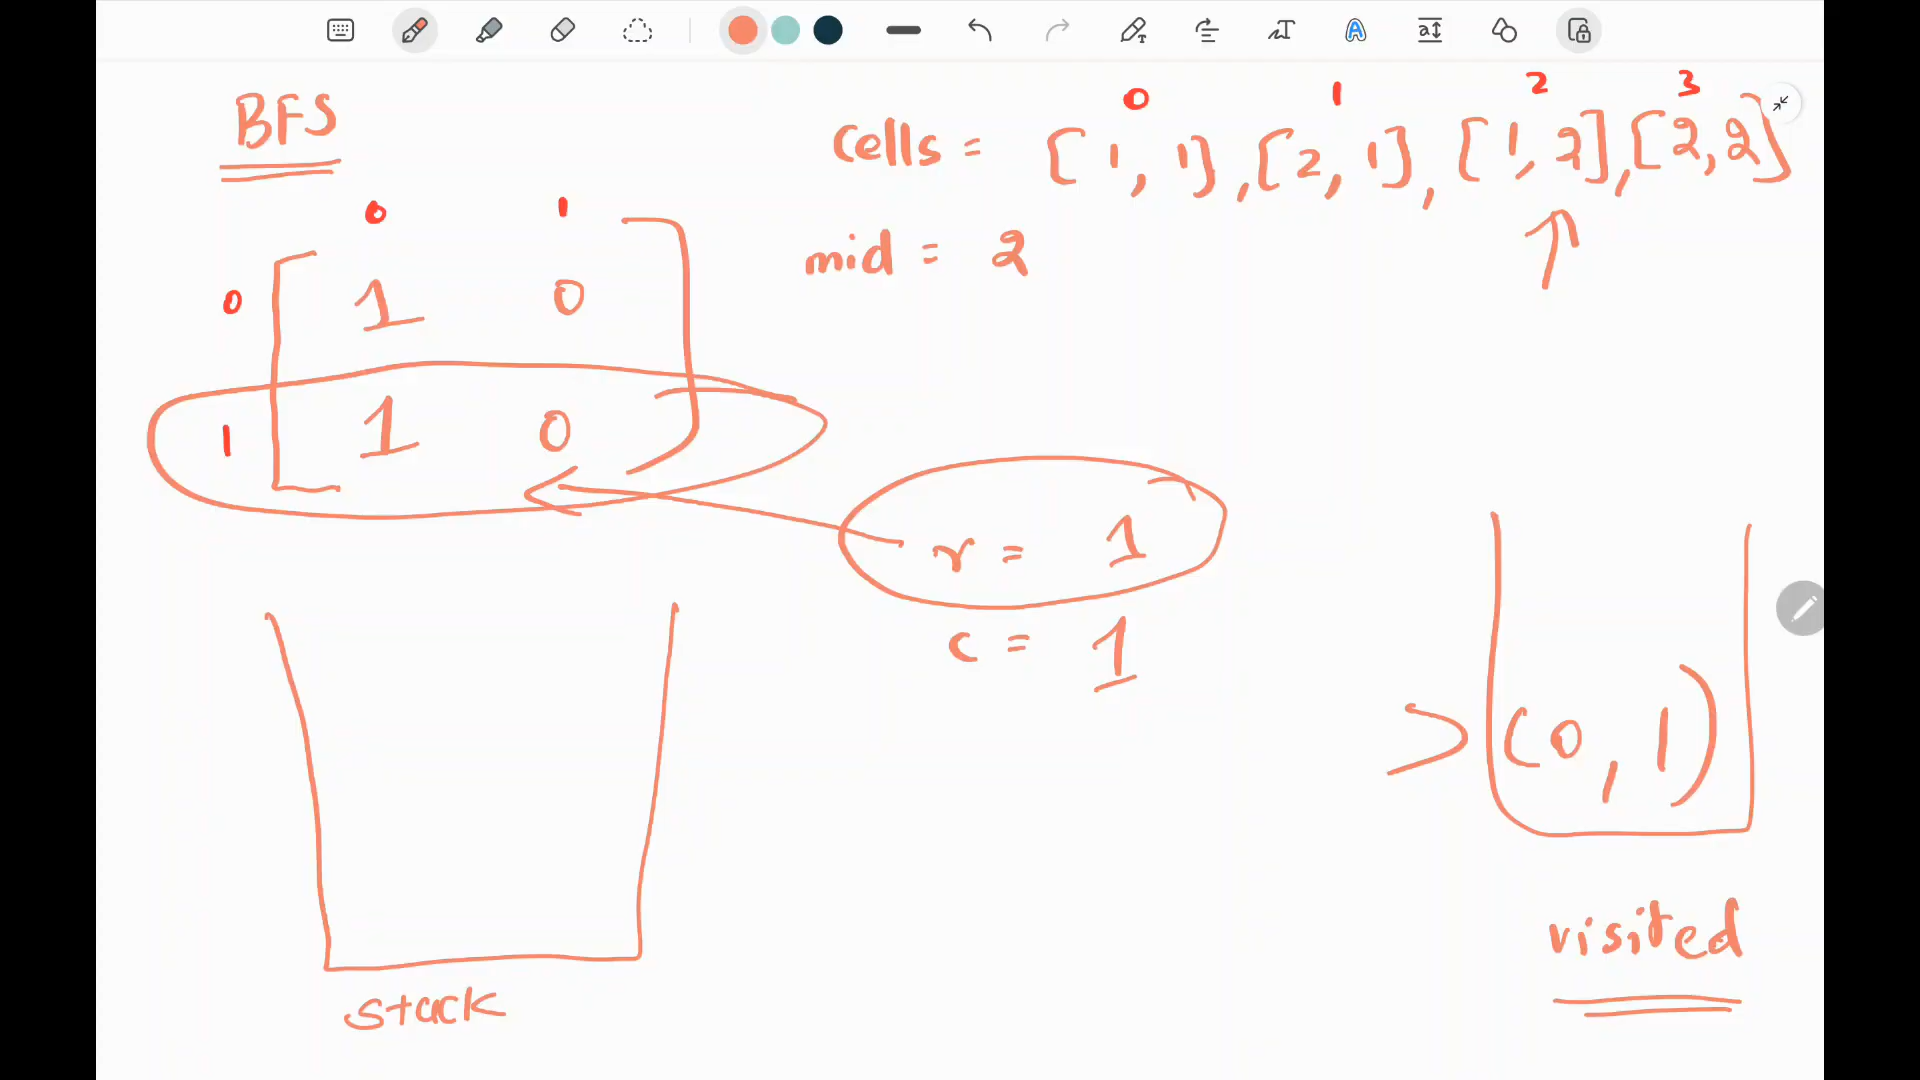 BFS
cells = [1, 1], [2, 1], [1, 2], [2, 2]
0 1 2 3
mid = 2
0 1
0 1 0
1 1 0
r = 1
c = 1
(0, 1)
stack
visited